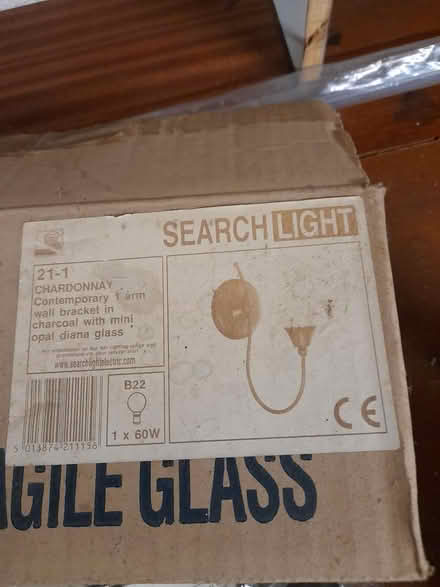 SEARCHLIGHT
21-1
CHARDONNAY
Contemporary 1 arm
wall bracket in
charcoal with mini
opal diana glass
www.searchlightelectric.com
B22
1 x 60W
5 013874 211156
CE
AGILE GLASS